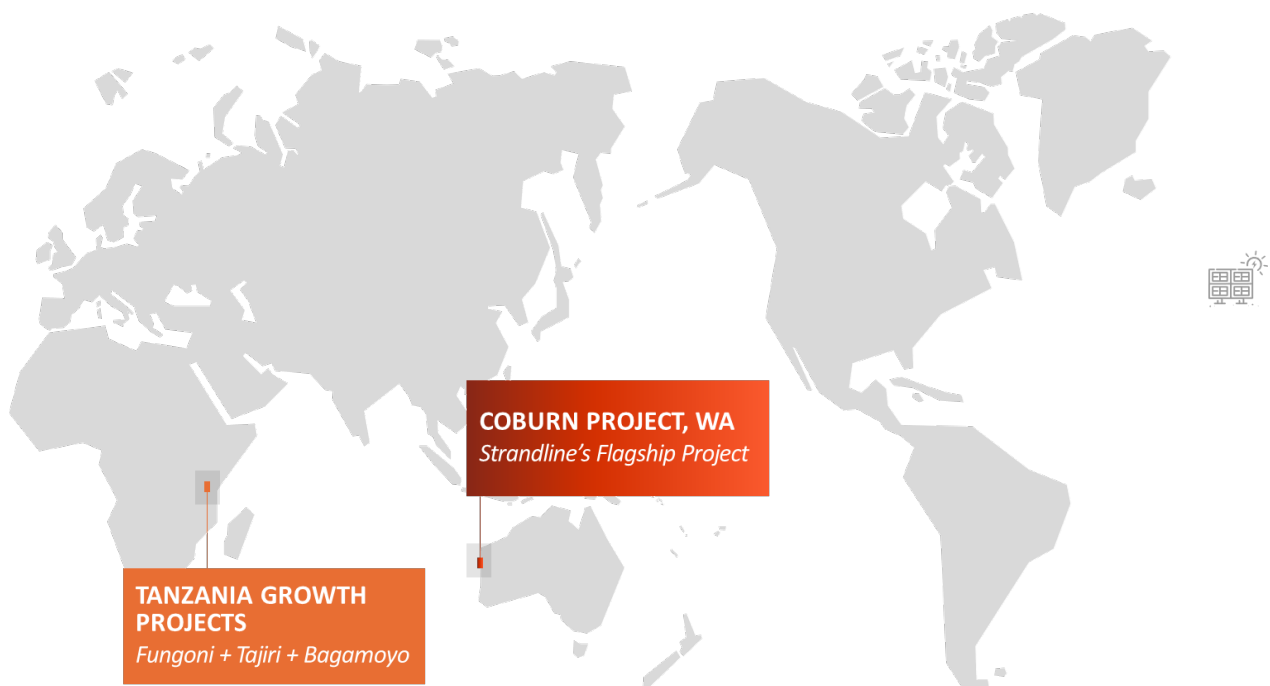 COBURN PROJECT, WA
Strandline’s Flagship Project
TANZANIA GROWTH
PROJECTS
Fungoni + Tajiri + Bagamoyo